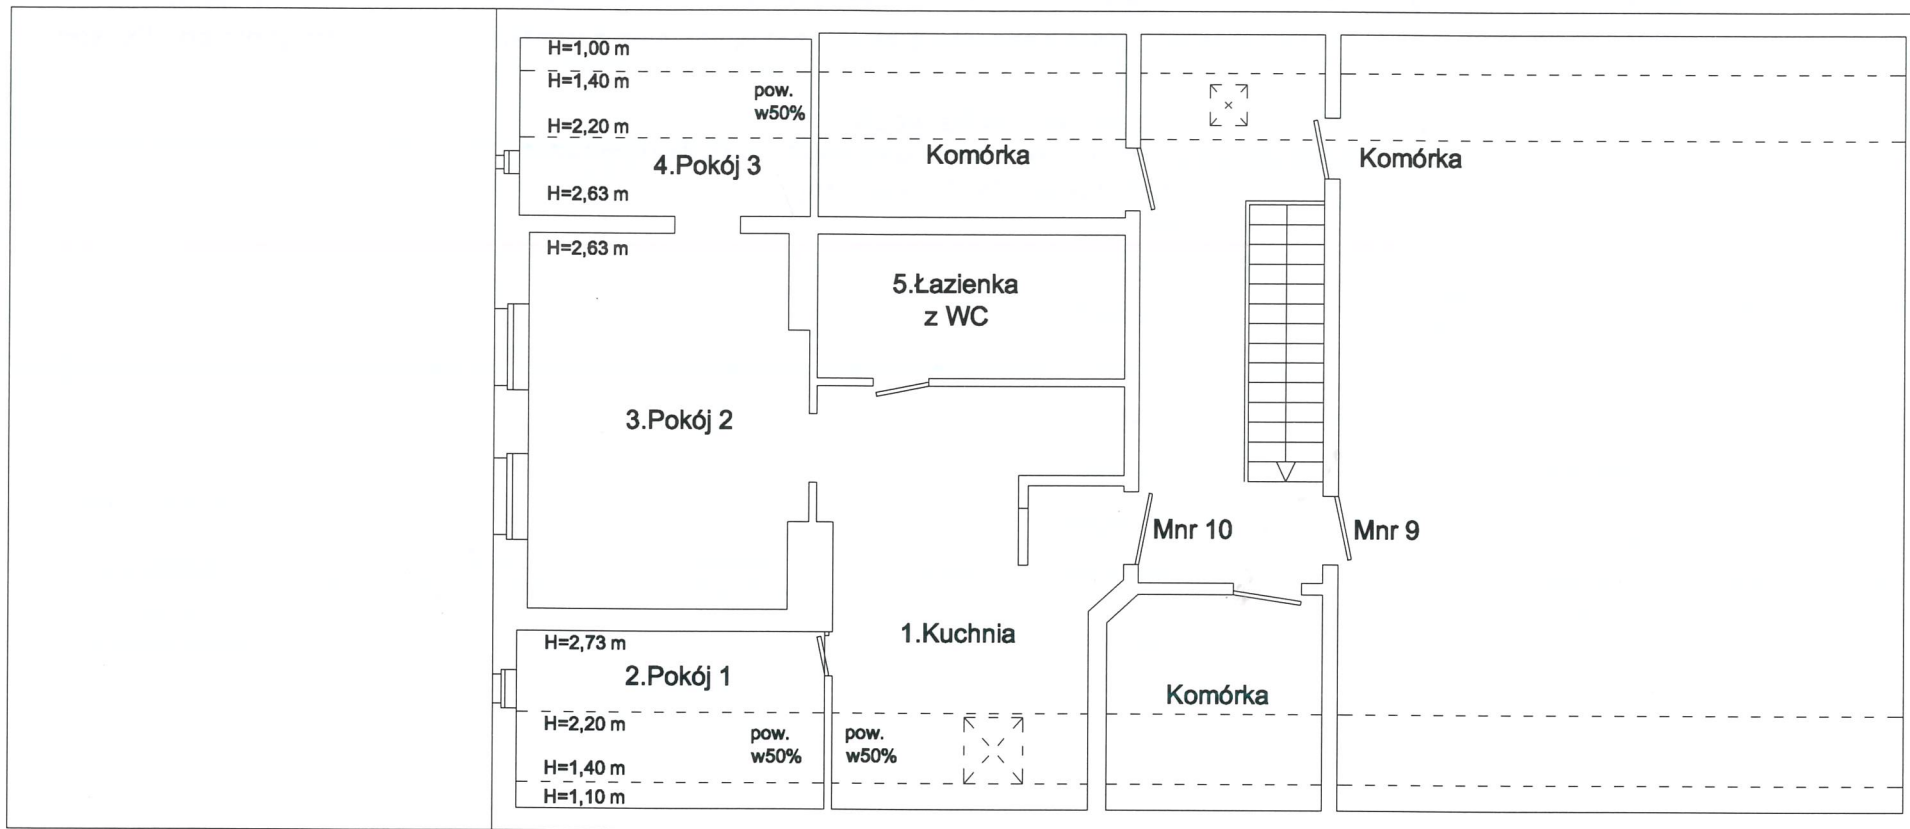 H=1,00 m
H=1,40 m
pow.
w50%
H=2,20 m
4.Pokój 3
H=2,63 m
Komórka
Komórka
H=2,63 m
5.Łazienka
z WC
3.Pokój 2
Mnr 10
Mnr 9
1.Kuchnia
H=2,73 m
2.Pokój 1
H=2,20 m
pow.
w50%
H=1,40 m
H=1,10 m
pow.
w50%
Komórka